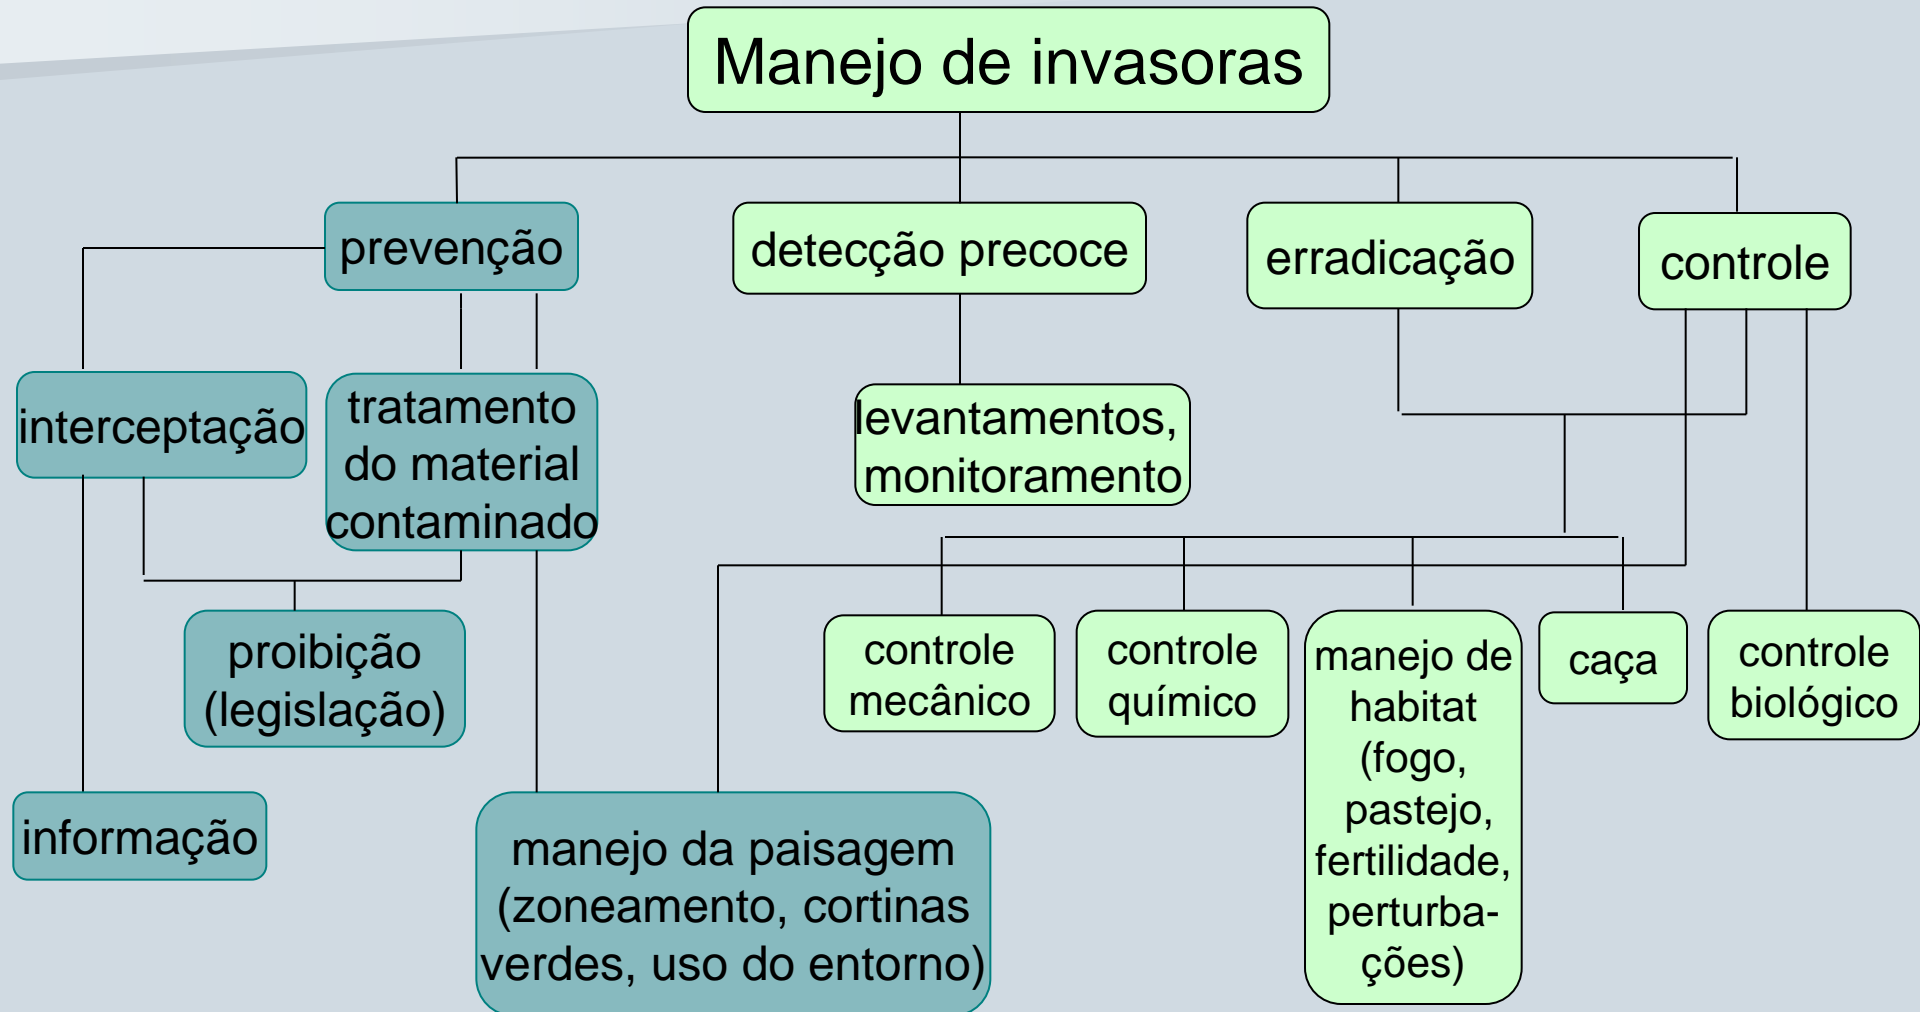 Manejo de invasoras
prevenção
detecção precoce
erradicação
controle
interceptação
tratamento
do material
contaminado
levantamentos,
monitoramento
proibição
(legislação)
controle
mecânico
controle
químico
manejo de
habitat
(fogo,
pastejo,
fertilidade,
perturba-
ções)
caça
controle
biológico
informação
manejo da paisagem
(zoneamento, cortinas
verdes, uso do entorno)